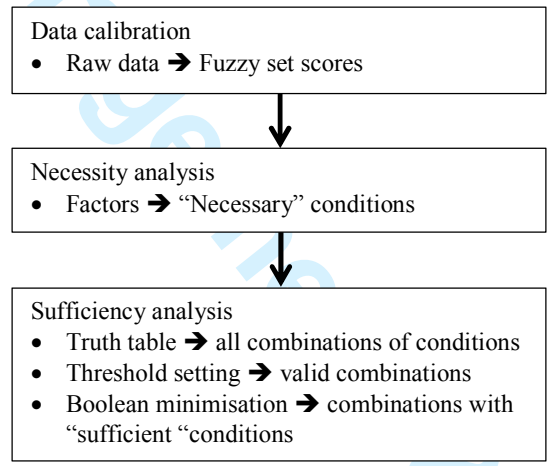 Data calibration
• Raw data ➔ Fuzzy set scores
Necessity analysis
• Factors ➔ “Necessary” conditions
Sufficiency analysis
• Truth table ➔ all combinations of conditions
• Threshold setting ➔ valid combinations
• Boolean minimisation ➔ combinations with
“sufficient “conditions